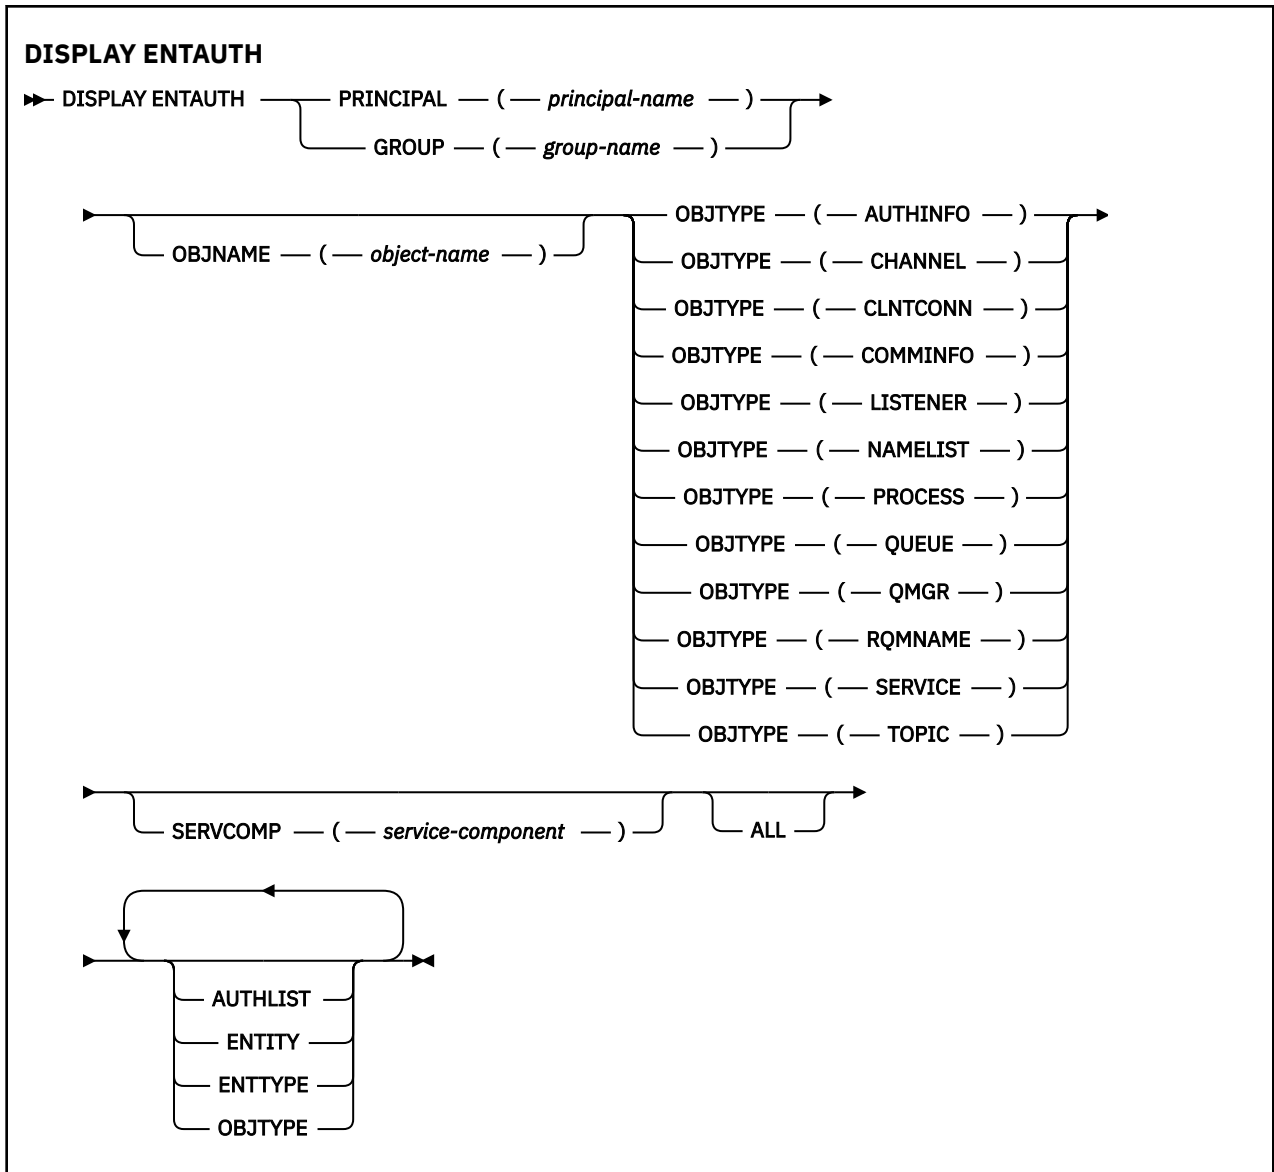 DISPLAY ENTAUTH
DISPLAY ENTAUTH PRINCIPAL ( principal-name )
GROUP ( group-name )
OBJNAME ( object-name )
OBJTYPE ( AUTHINFO )
OBJTYPE ( CHANNEL )
OBJTYPE ( CLNTCONN )
OBJTYPE ( COMMINFO )
OBJTYPE ( LISTENER )
OBJTYPE ( NAMELIST )
OBJTYPE ( PROCESS )
OBJTYPE ( QUEUE )
OBJTYPE ( QMGR )
OBJTYPE ( RQMNAME )
OBJTYPE ( SERVICE )
OBJTYPE ( TOPIC )
SERVCOMP ( service-component )
ALL
AUTHLIST
ENTITY
ENTTYPE
OBJTYPE